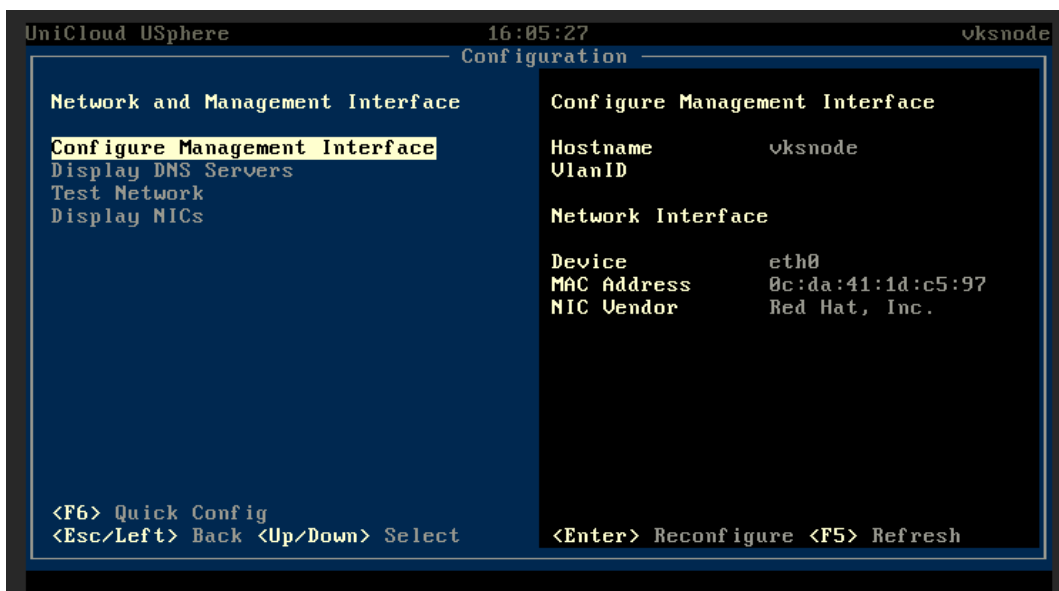 UniCloud USphere 16:05:27 vksnode
Configuration
Network and Management Interface
Configure Management Interface
Display DNS Servers
Test Network
Display NICs
<F6> Quick Config
<Esc/Left> Back <Up/Down> Select
Configure Management Interface
Hostname vksnode
VlanID
Network Interface
Device eth0
MAC Address 0c:da:41:1d:c5:97
NIC Vendor Red Hat, Inc.
<Enter> Reconfigure <F5> Refresh